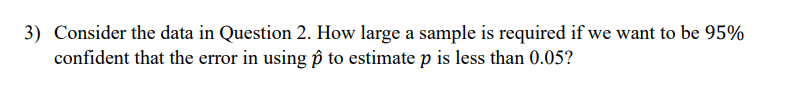 3) Consider the data in Question 2. How large a sample is required if we want to be 95%
confident that the error in using p̂ to estimate p is less than 0.05?